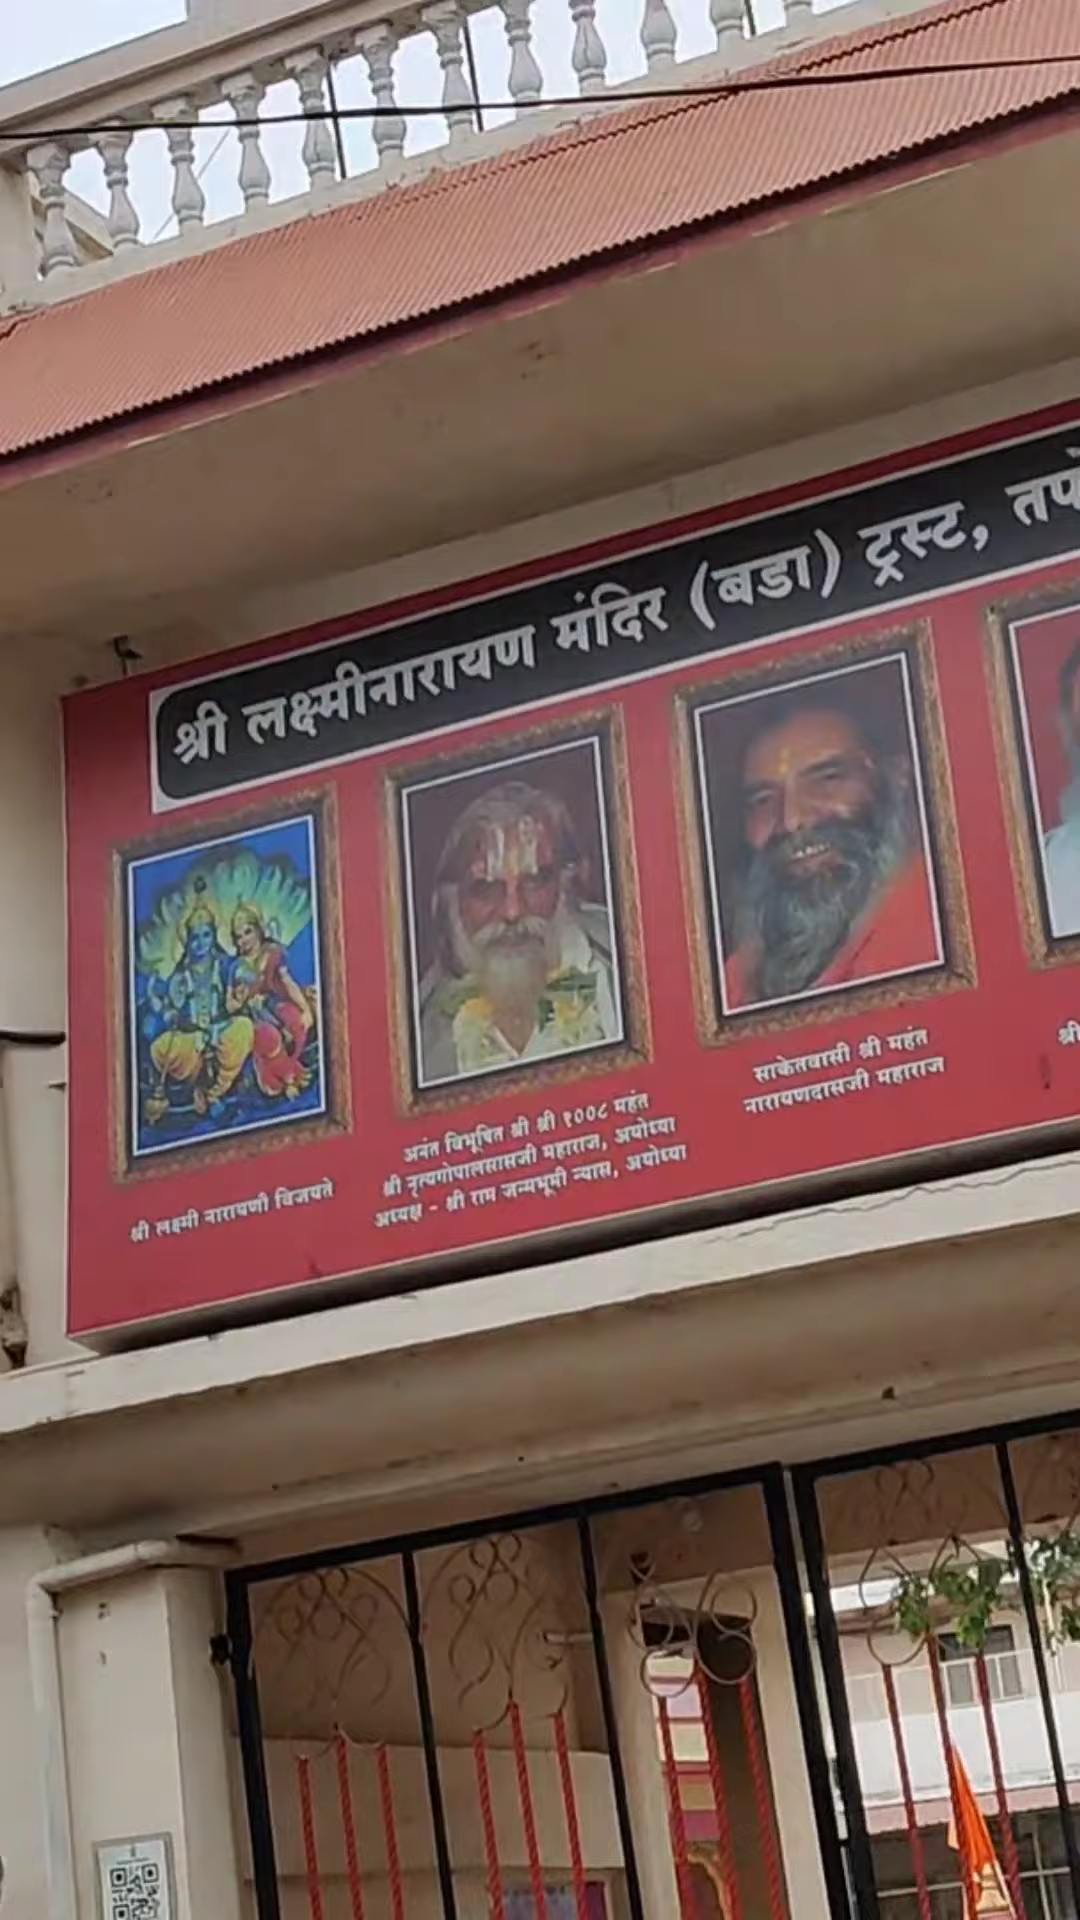 श्री लक्ष्मीनारायण मंदिर (बडा) ट्रस्ट,
श्री लक्ष्मी नारायणी विजयते
अनंत विभूषित श्री श्री १००८ महंत
श्री नृत्यगोपालसासजी महाराज, अयोध्या
अध्यक्ष - श्री राम जन्मभूमी न्यास, अयोध्या
साकेतवासी श्री महंत
नारायणदासजी महाराज
श्री